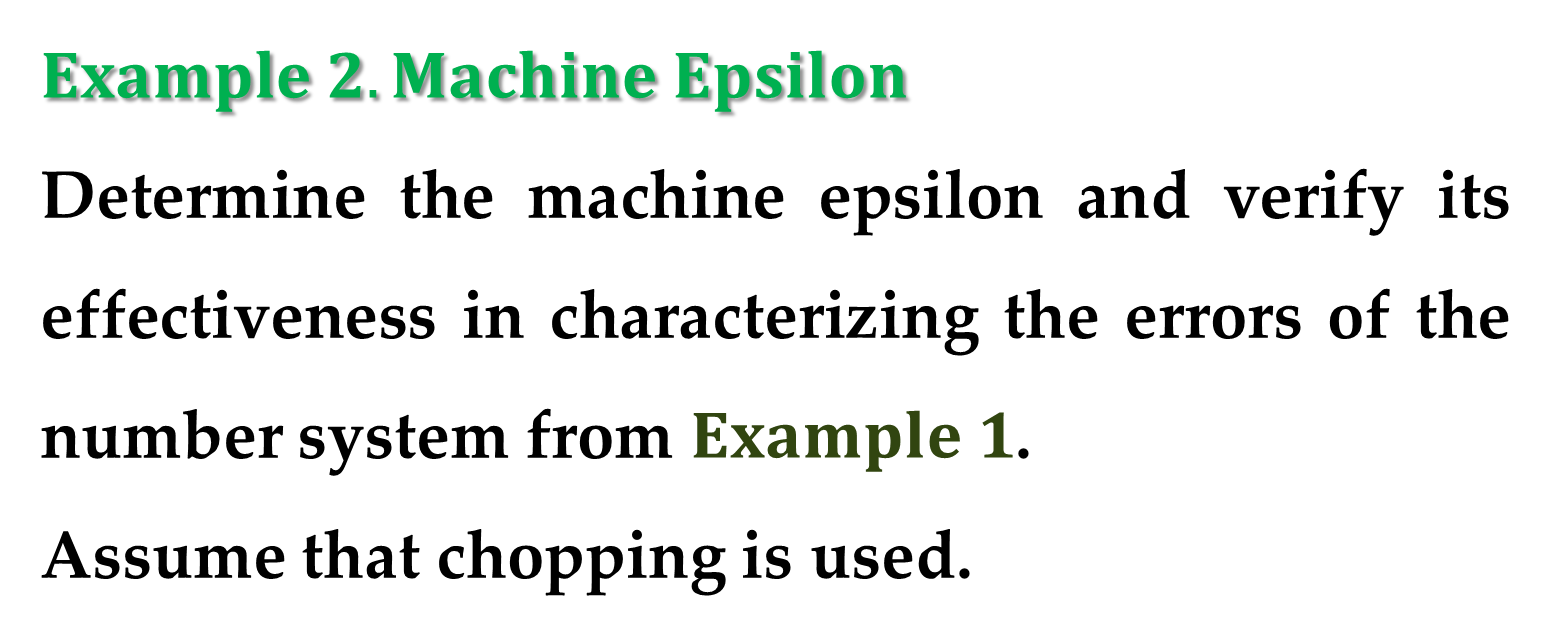 Example 2. Machine Epsilon
Determine the machine epsilon and verify its
effectiveness in characterizing the errors of the
number system from Example 1.
Assume that chopping is used.